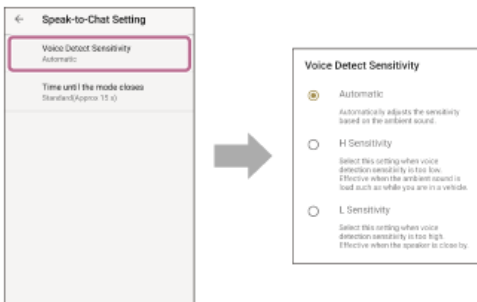 Speak-to-Chat Setting
Voice Detect Sensitivity
Automatic
Time until the mode closes
Standard(Approx 15 s)
Voice Detect Sensitivity
Automatic
Automatically adjusts the sensitivity
based on the ambient sound.
H Sensitivity
Select this setting when voice
detection sensitivity is too low.
Effective when the ambient sound is
loud such as while you are in a vehicle.
L Sensitivity
Select this setting when voice
detection sensitivity is too high.
Effective when the speaker is close by.